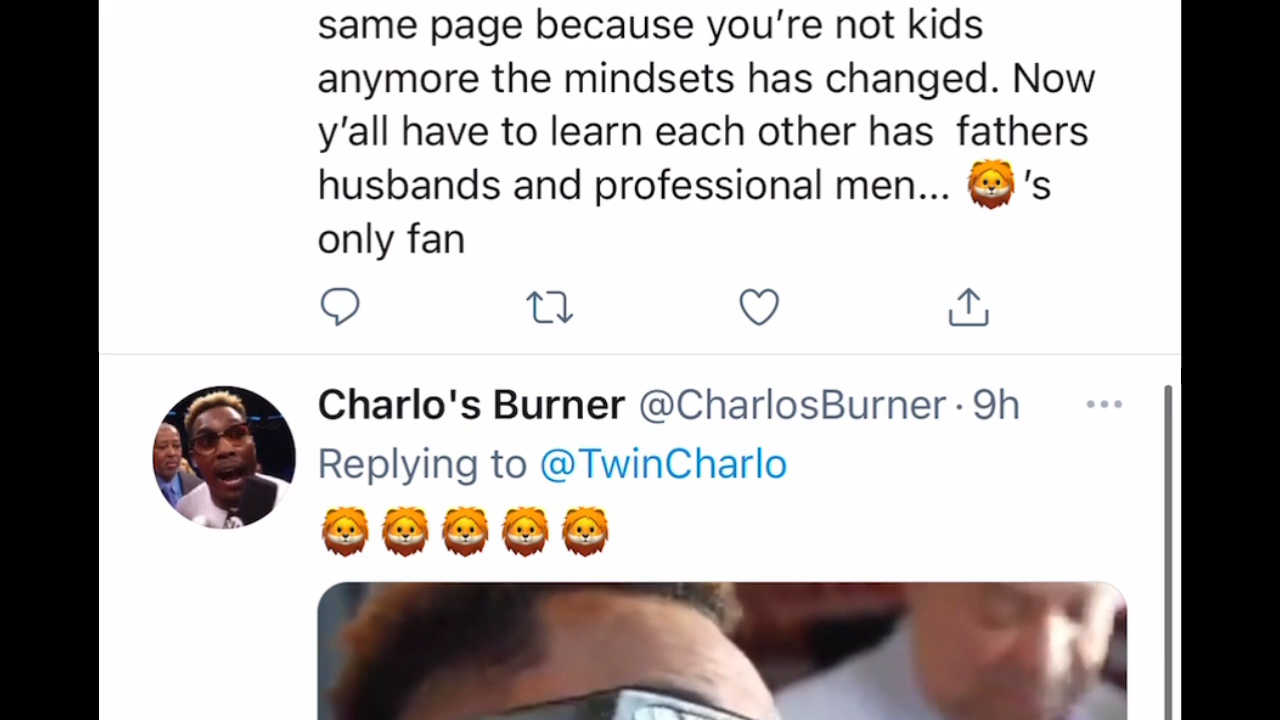 same page because you’re not kids
anymore the mindsets has changed. Now
y’all have to learn each other has  fathers
husbands and professional men... 🦁’s
only fan
Charlo's Burner @CharlosBurner · 9h
Replying to @TwinCharlo
🦁🦁🦁🦁🦁